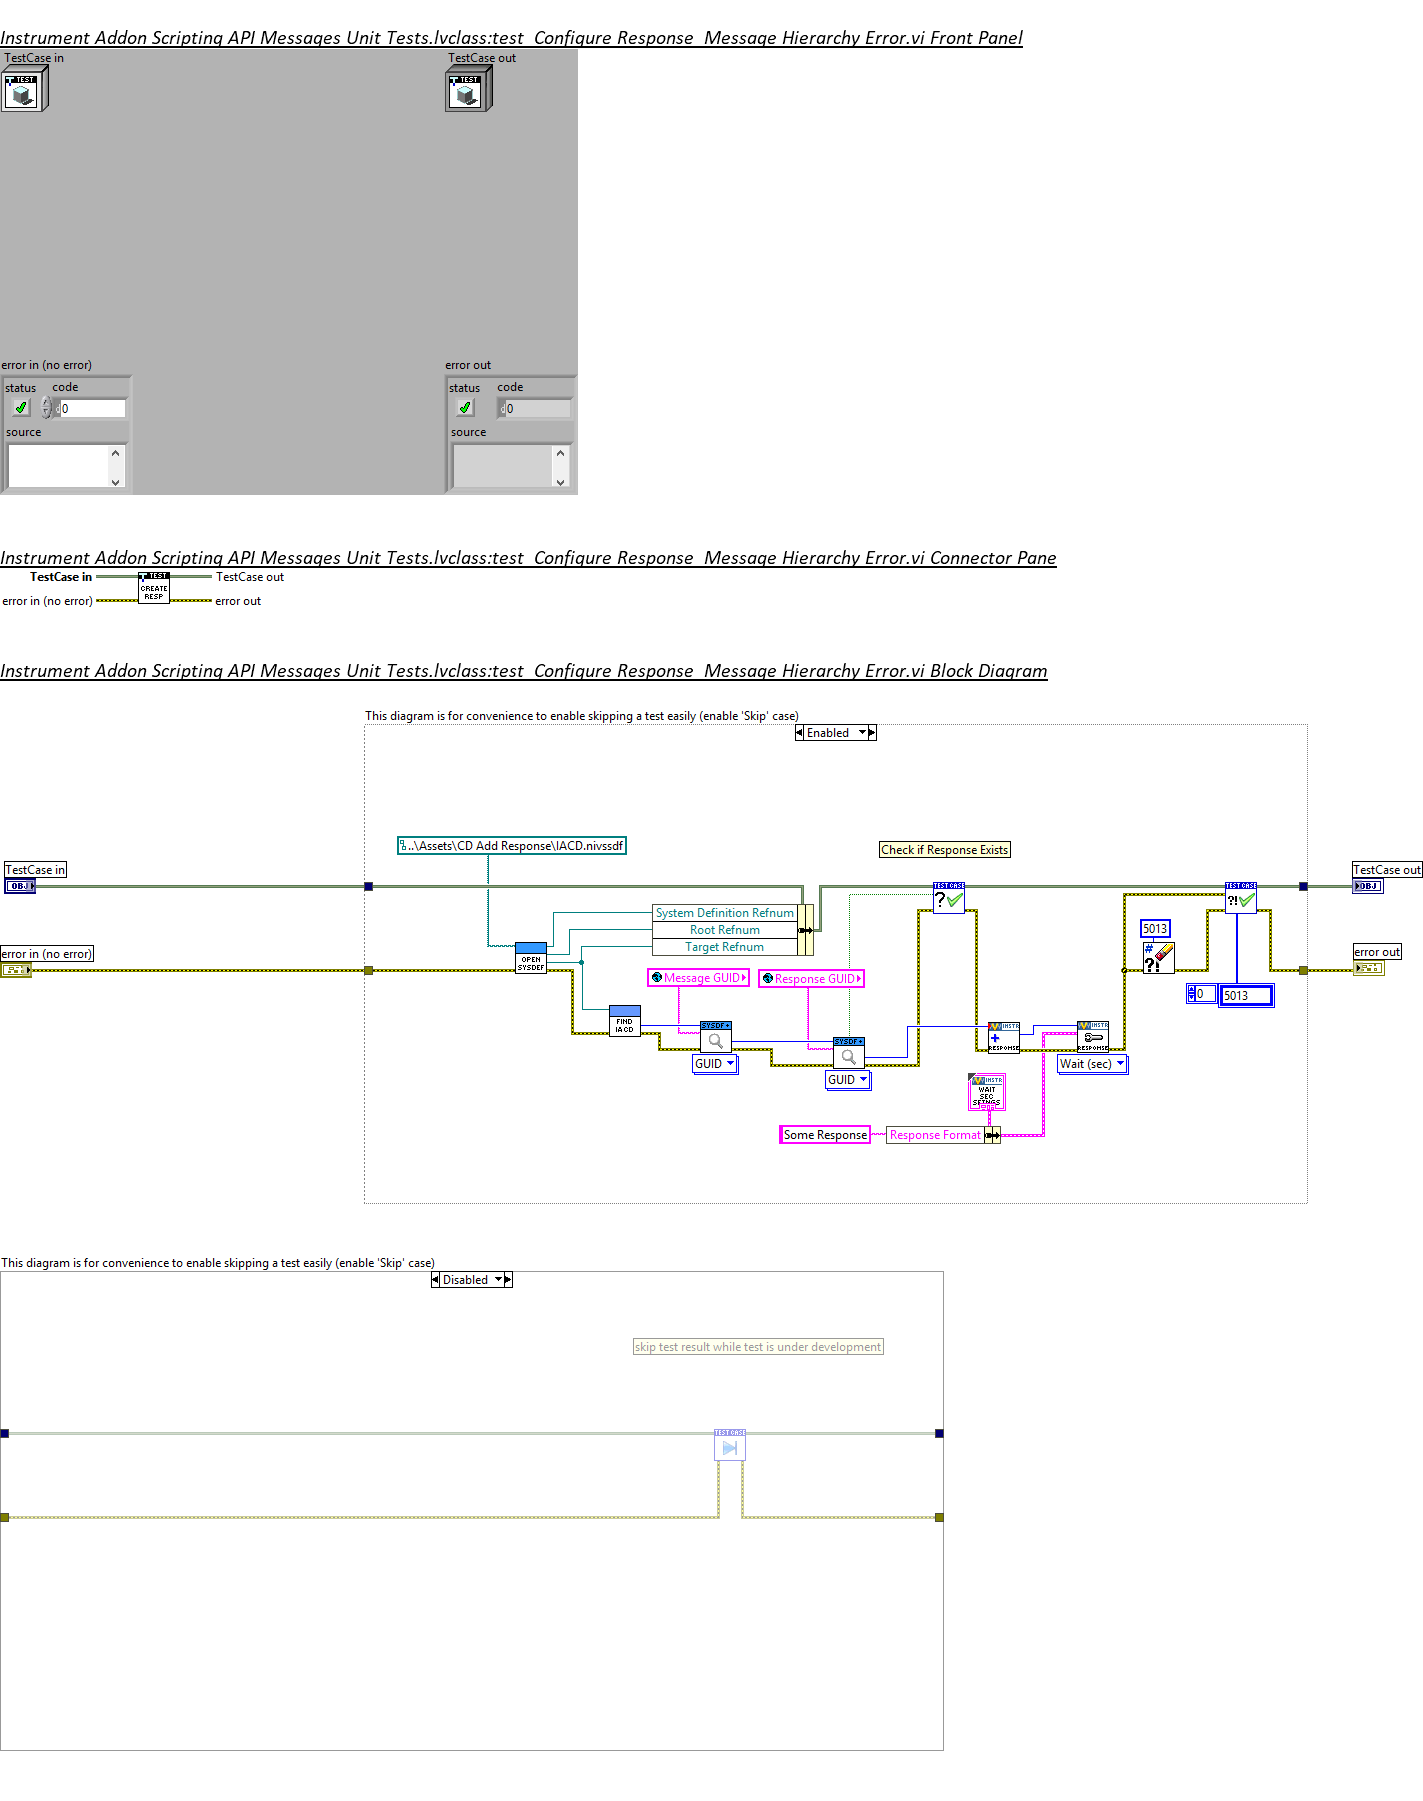 Instrument Addon Scripting API Messages Unit Tests.lvclass:test_Configure Response_Message Hierarchy Error.vi Front Panel
TestCase in
TestCase out
TEST
TEST
error in (no error)
error out
status code
status code
d 0
d 0
source
source
Instrument Addon Scripting API Messages Unit Tests.lvclass:test_Configure Response_Message Hierarchy Error.vi Connector Pane
TestCase in
TEST
CREATE
RESP
TestCase out
error in (no error)
error out
Instrument Addon Scripting API Messages Unit Tests.lvclass:test_Configure Response_Message Hierarchy Error.vi Block Diagram
This diagram is for convenience to enable skipping a test easily (enable 'Skip' case)
Enabled
..\Assets\CD Add Response\IACD.nivssdf
Check if Response Exists
TestCase in
OBJ
TestCase out
OBJ
TEST CASE
?
TEST CASE
?!
System Definition Refnum
Root Refnum
Target Refnum
5013
#
?!
error in (no error)
error out
OPEN
SYSDEF
Message GUID
Response GUID
0
5013
FIND
IACD
SYSDF
GUID
SYSDF
GUID
INSTR
RESPONSE
INSTR
RESPONSE
Wait (sec)
INSTR
WAIT
SEC
SETNGS
Some Response
Response Format
This diagram is for convenience to enable skipping a test easily (enable 'Skip' case)
Disabled
skip test result while test is under development
TEST CASE